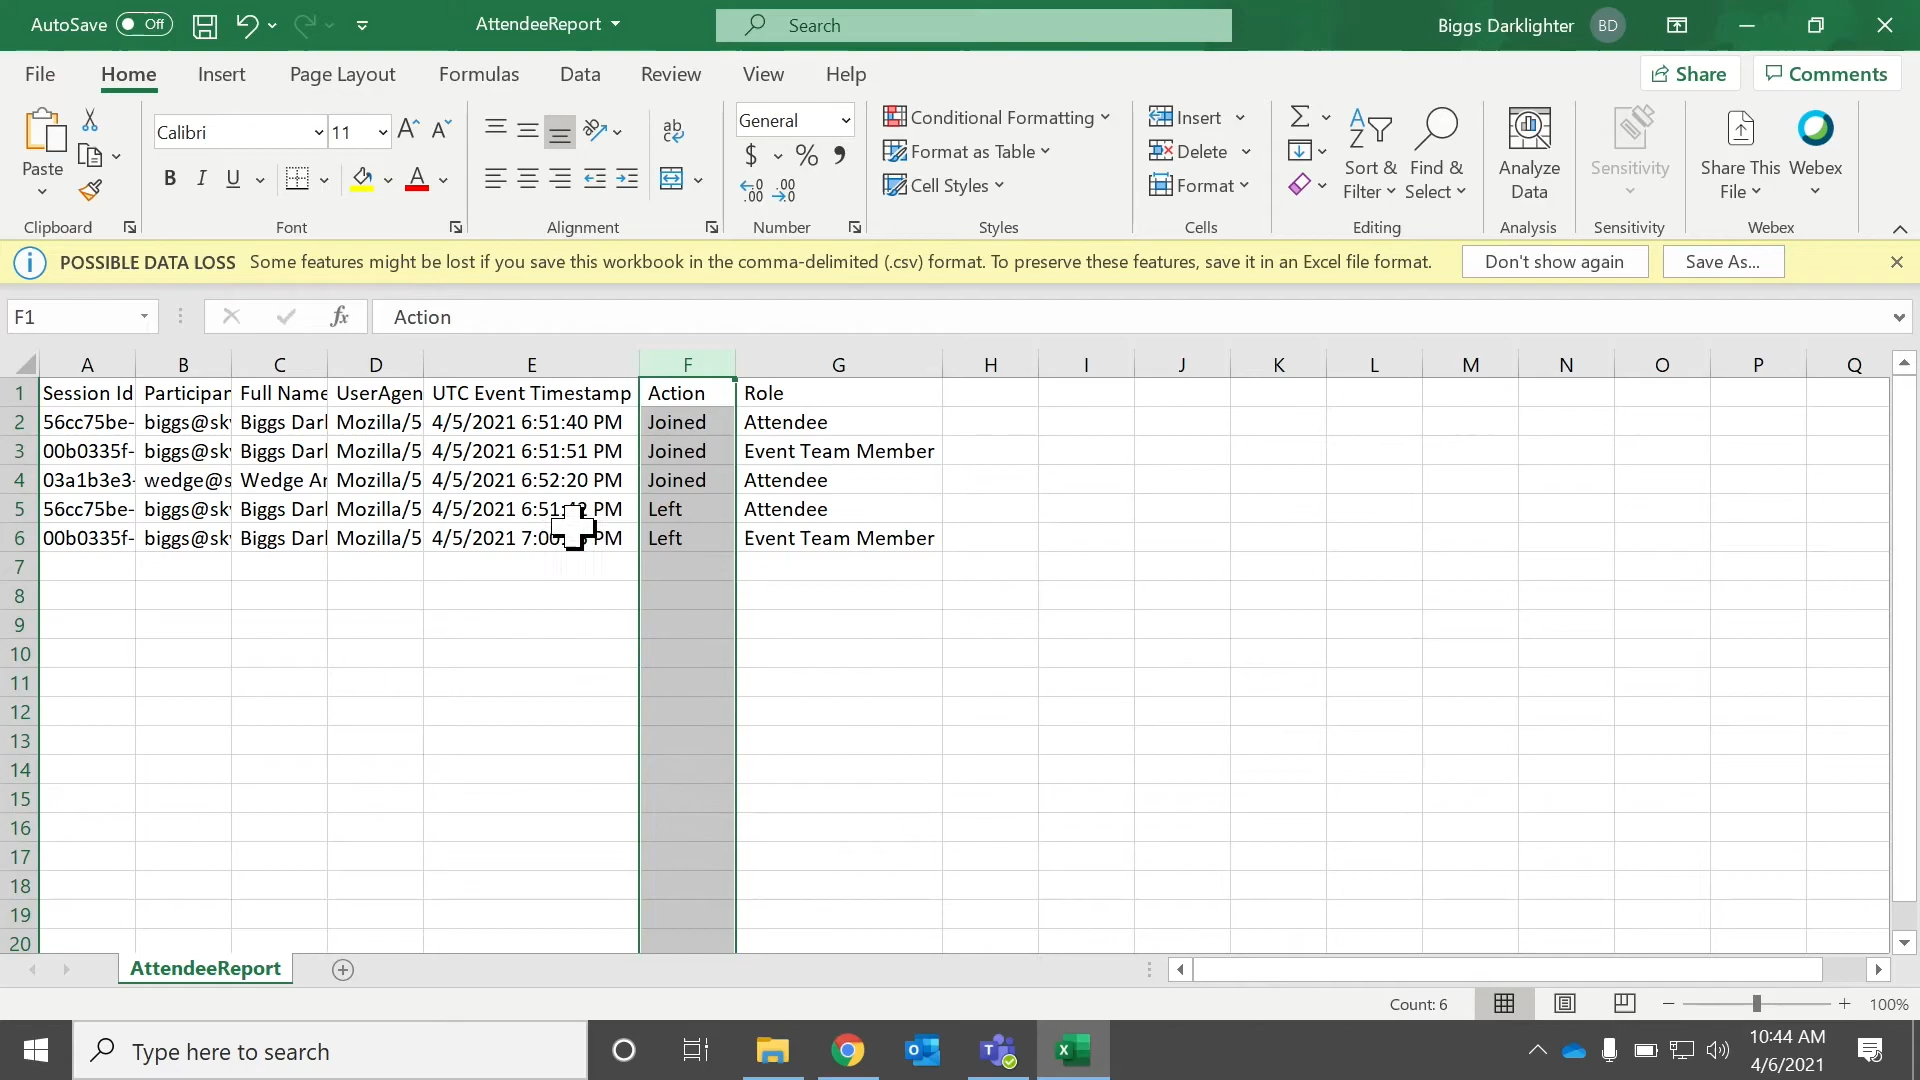 AutoSave Off AttendeeReport Search Biggs Darklighter BD
File Home Insert Page Layout Formulas Data Review View Help Share Comments
Paste Calibri 11 General Conditional Formatting Insert
Format as Table Delete Sort & Find & Analyze Sensitivity Share This Webex
B I U $ % Cell Styles Format Filter Select Data File
Clipboard Font Alignment Number Styles Cells Editing Analysis Sensitivity Webex
POSSIBLE DATA LOSS Some features might be lost if you save this workbook in the comma-delimited (.csv) format. To preserve these features, save it in an Excel file format. Don't show again Save As...
F1 fx Action
A B C D E F G H I J K L M N O P Q
1 Session Id Participan Full Name UserAgen UTC Event Timestamp Action Role
2 56cc75be- biggs@sk Biggs Dar Mozilla/5 4/5/2021 6:51:40 PM Joined Attendee
3 00b0335f- biggs@sk Biggs Dar Mozilla/5 4/5/2021 6:51:51 PM Joined Event Team Member
4 03a1b3e3- wedge@s Wedge Ar Mozilla/5 4/5/2021 6:52:20 PM Joined Attendee
5 56cc75be- biggs@sk Biggs Dar Mozilla/5 4/5/2021 PM Left Attendee
6 00b0335f- biggs@sk Biggs Dar Mozilla/5 4/5/2021 PM Left Event Team Member
7
8
9
10
11
12
13
14
15
16
17
18
19
20
AttendeeReport
Count: 6 100%
Type here to search 10:44 AM
4/6/2021